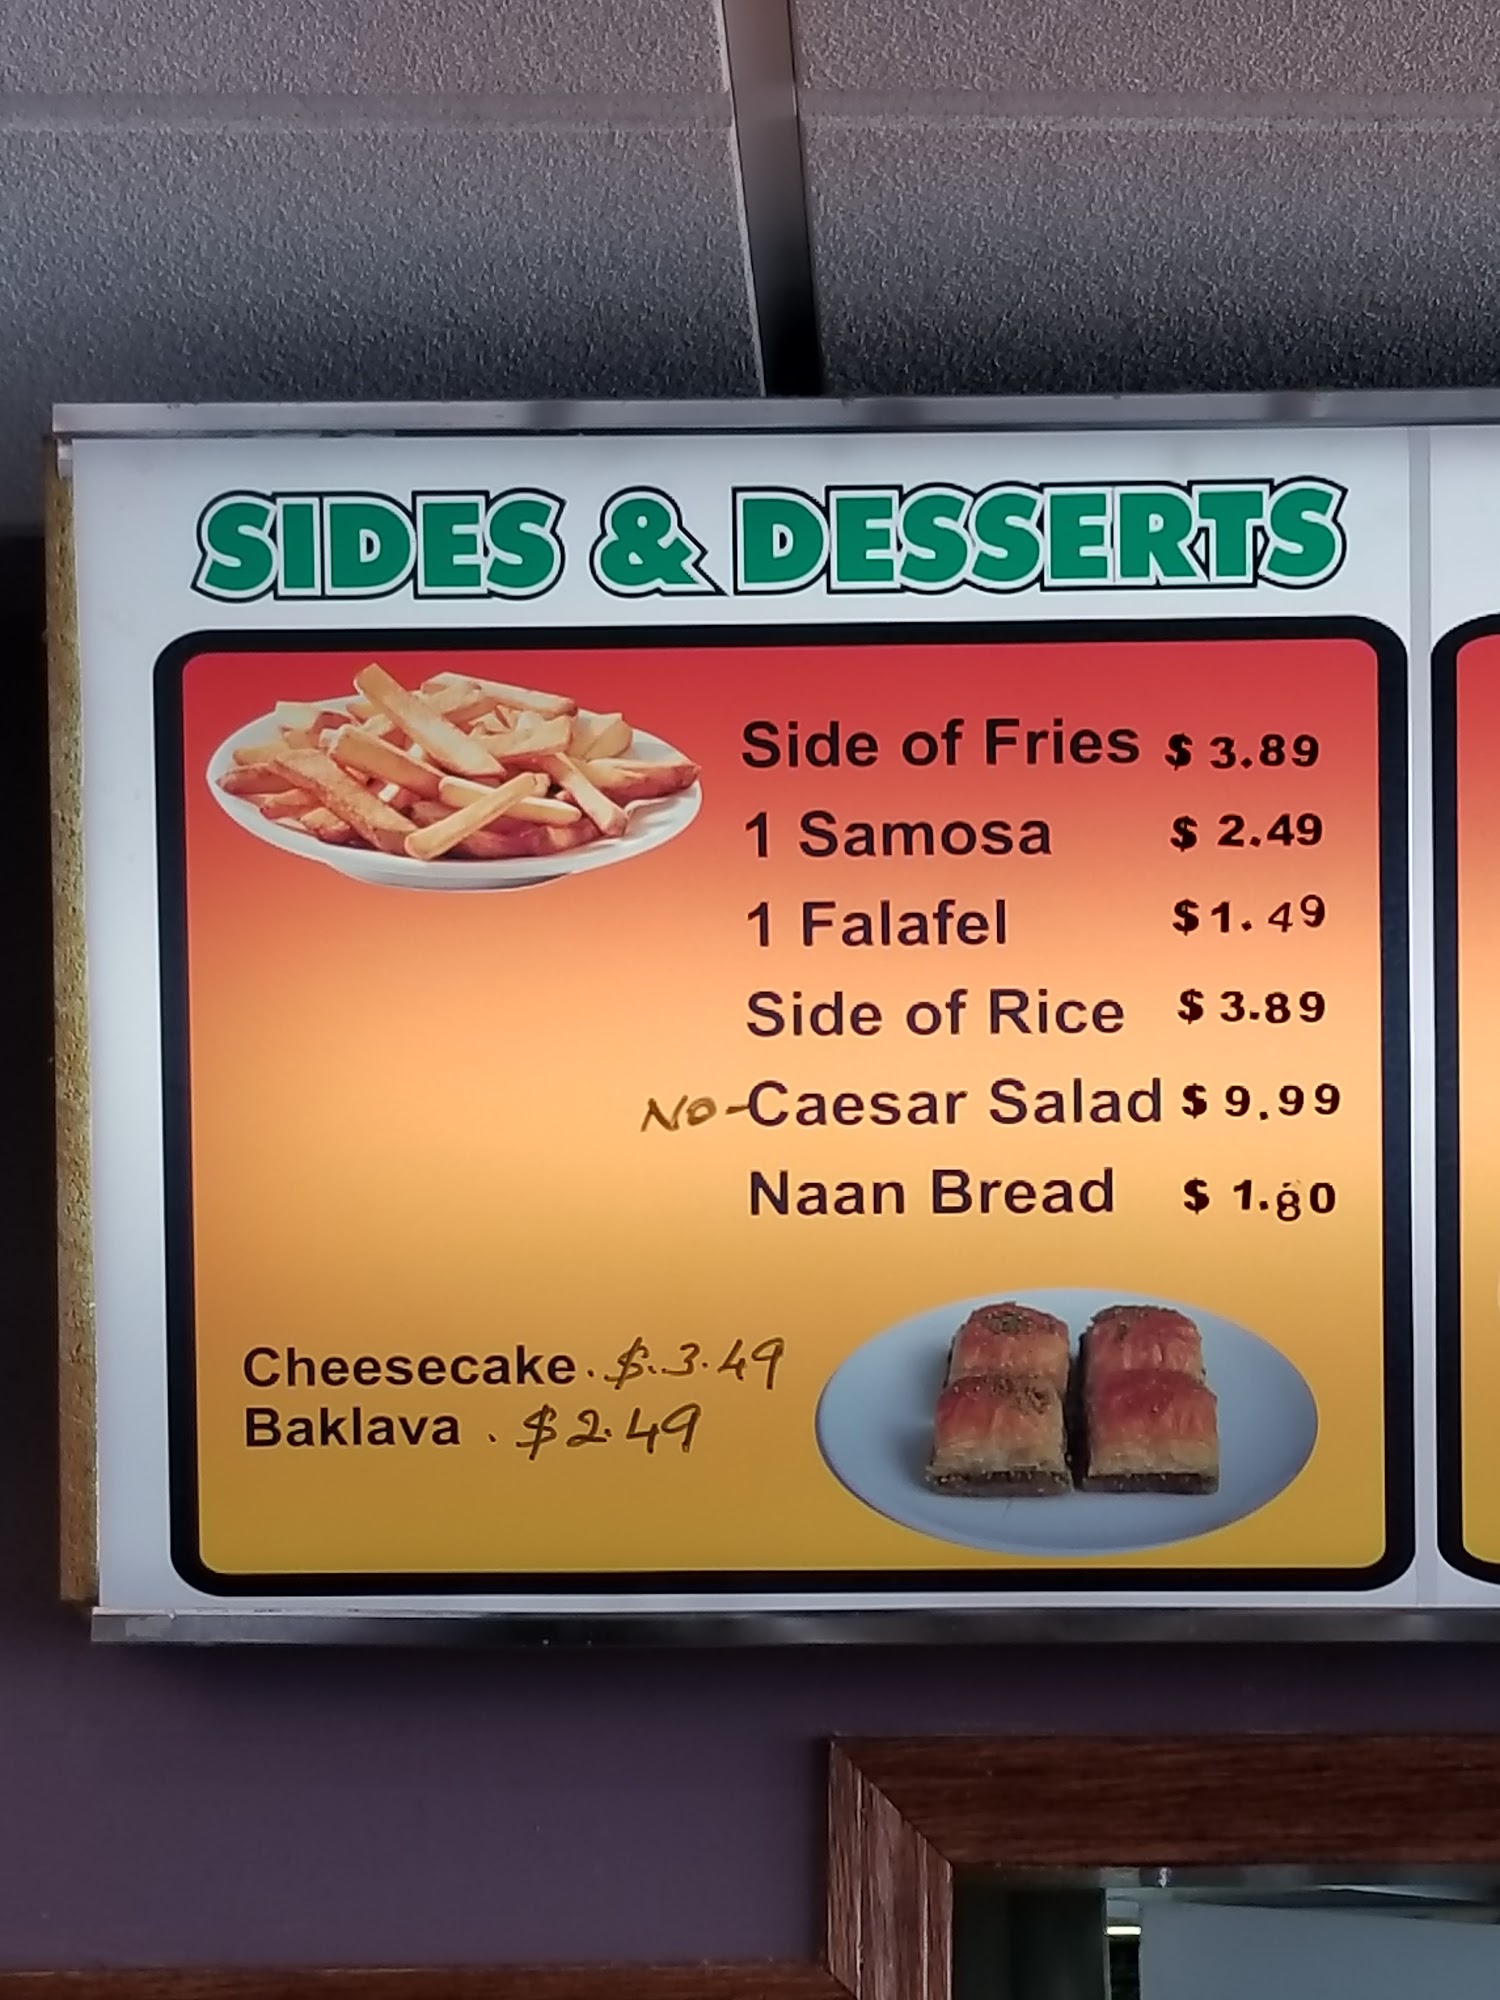 SIDES & DESSERTS
Side of Fries $ 3.89
1 Samosa $ 2.49
1 Falafel $1.49
Side of Rice $ 3.89
NO-Caesar Salad $ 9.99
Naan Bread $ 1.80
Cheesecake.$.3.49
Baklava .$2.49